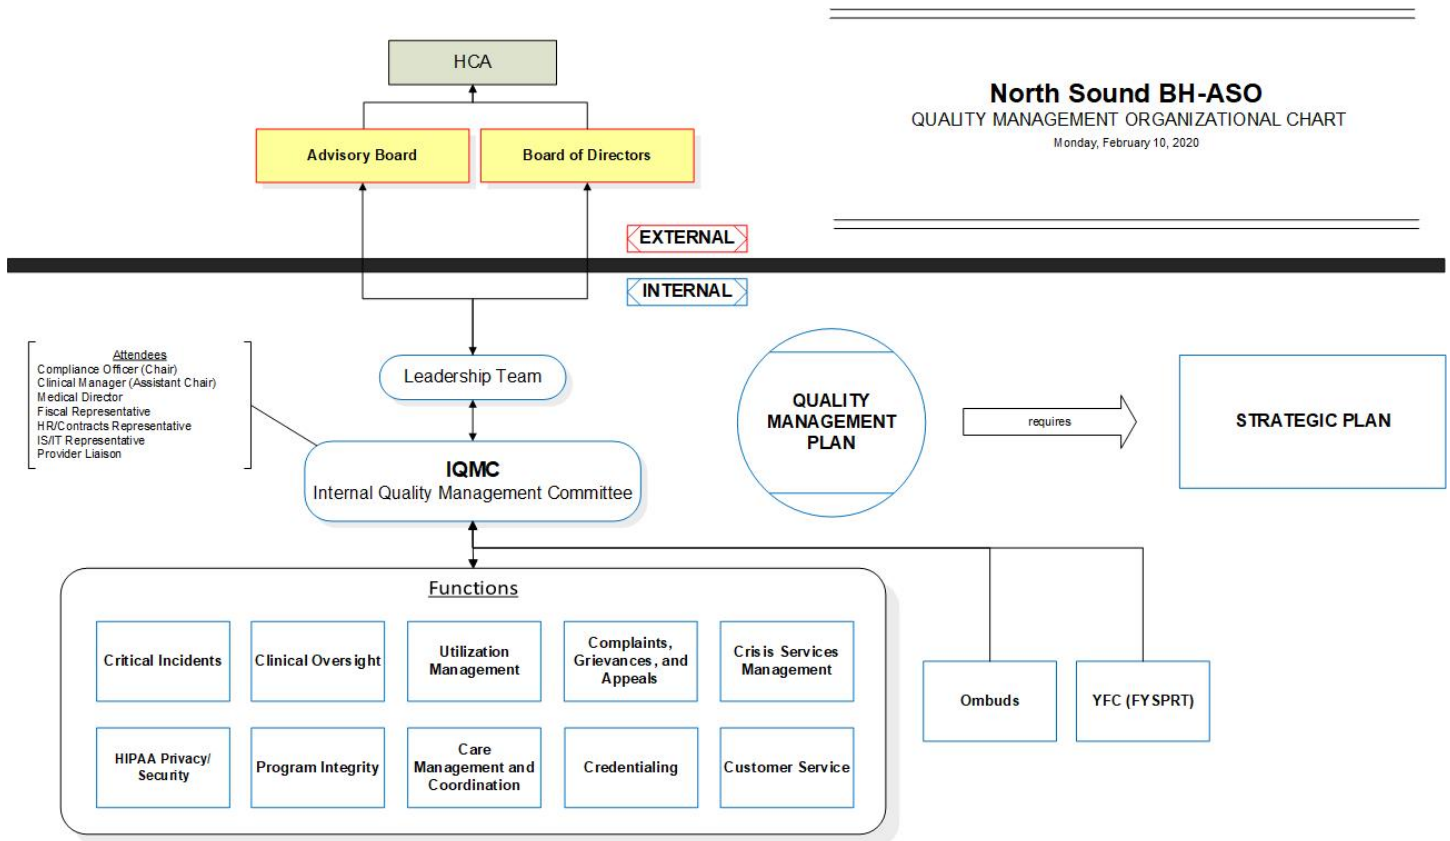 HCA
North Sound BH-ASO
QUALITY MANAGEMENT ORGANIZATIONAL CHART
Monday, February 10, 2020
Advisory Board
Board of Directors
EXTERNAL
INTERNAL
Attendees
Compliance Officer (Chair)
Clinical Manager (Assistant Chair)
Medical Director
Fiscal Representative
HR/Contracts Representative
IS/IT Representative
Provider Liaison
Leadership Team
IQMC
Internal Quality Management Committee
QUALITY
MANAGEMENT
PLAN
requires
STRATEGIC PLAN
Functions
Critical Incidents
Clinical Oversight
Utilization
Management
Complaints,
Grievances, and
Appeals
Crisis Services
Management
HIPAA Privacy/
Security
Program Integrity
Care
Management and
Coordination
Credentialing
Customer Service
Ombuds
YFC (FYSPRT)